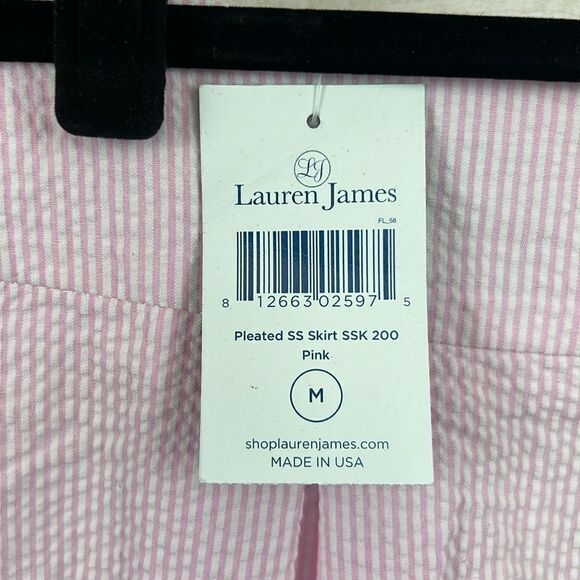 LJ
Lauren James
FL_58
8 12663 02597 5
Pleated SS Skirt SSK 200
Pink
M
shoplaurenjames.com
MADE IN USA